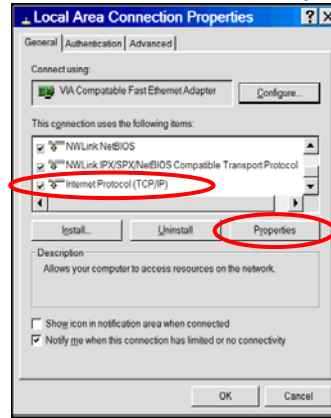 Local Area Connection Properties
General Authentication Advanced
Connect using:
VIA Compatable Fast Ethernet Adapter Configure...
This connection uses the following items:
NWLink NetBIOS
NWLink IPX/SPX/NetBIOS Compatible Transport Protocol
Internet Protocol (TCP/IP)
Install... Uninstall Properties
Description
Allows your computer to access resources on the network.
Show icon in notification area when connected
Notify me when this connection has limited or no connectivity
OK Cancel